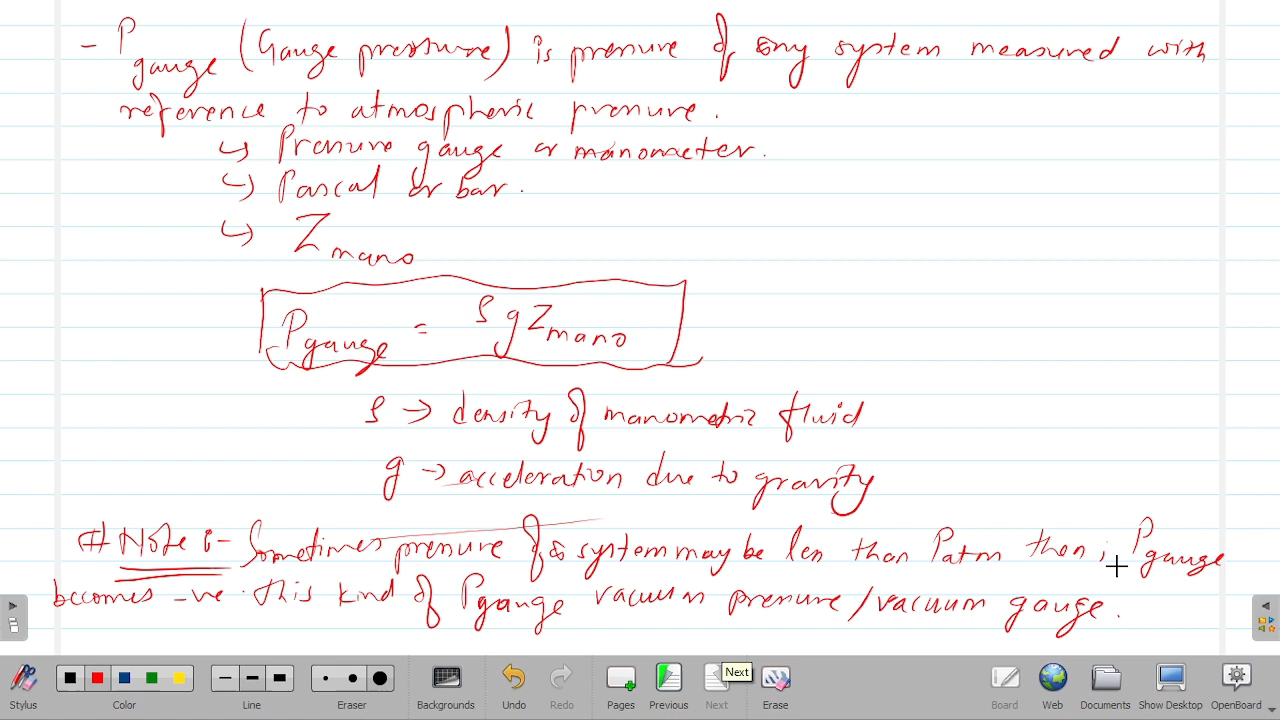 - Pgauge (Gauge pressure) is pressure of any system measured with
reference to atmospheric pressure.
↳ Pressure gauge or manometer.
↳ Pascal or bar.
↳ Zmano
Pgauge = ρgZmano
ρ → density of manometric fluid
g → acceleration due to gravity
# Note :- Sometimes pressure of a system may be less than Patm then Pgauge
becomes -ve. This kind of Pgauge vacuum pressure/vacuum gauge.
Next
Stylus Color Line Eraser Backgrounds Undo Redo Pages Previous Next Erase Board Web Documents Show Desktop OpenBoard